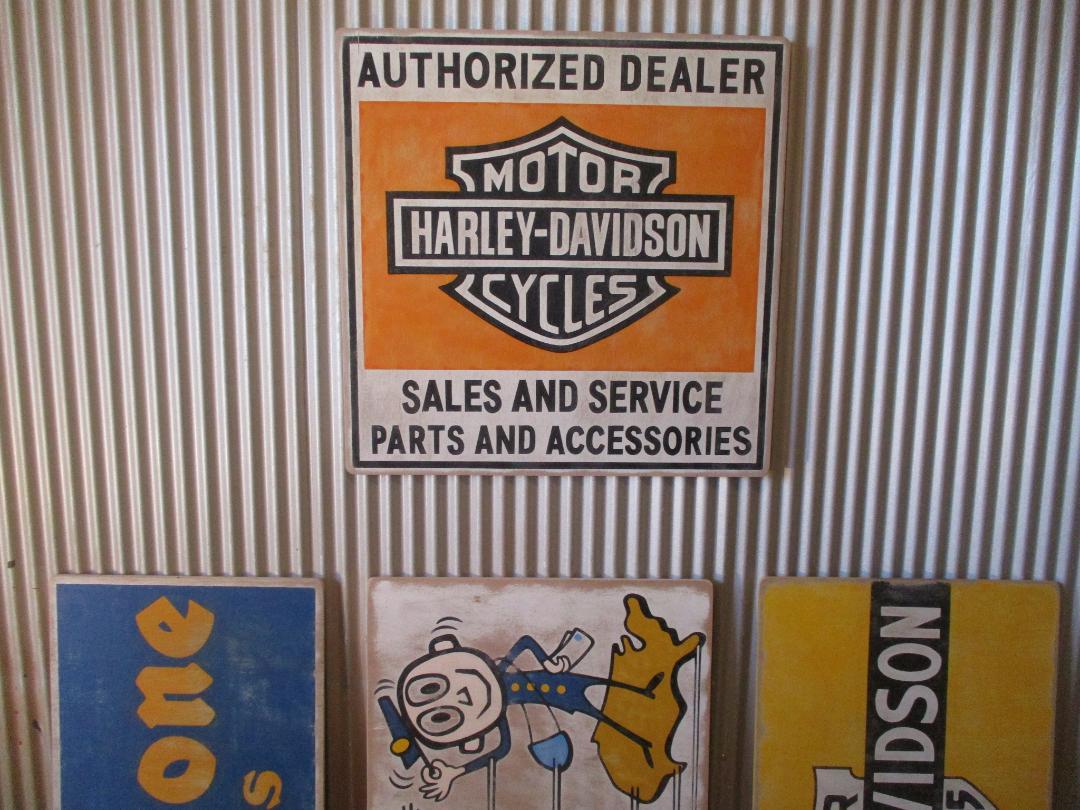 AUTHORIZED DEALER
MOTOR
HARLEY-DAVIDSON
CYCLES
SALES AND SERVICE
PARTS AND ACCESSORIES
one
s
VIDSON
R